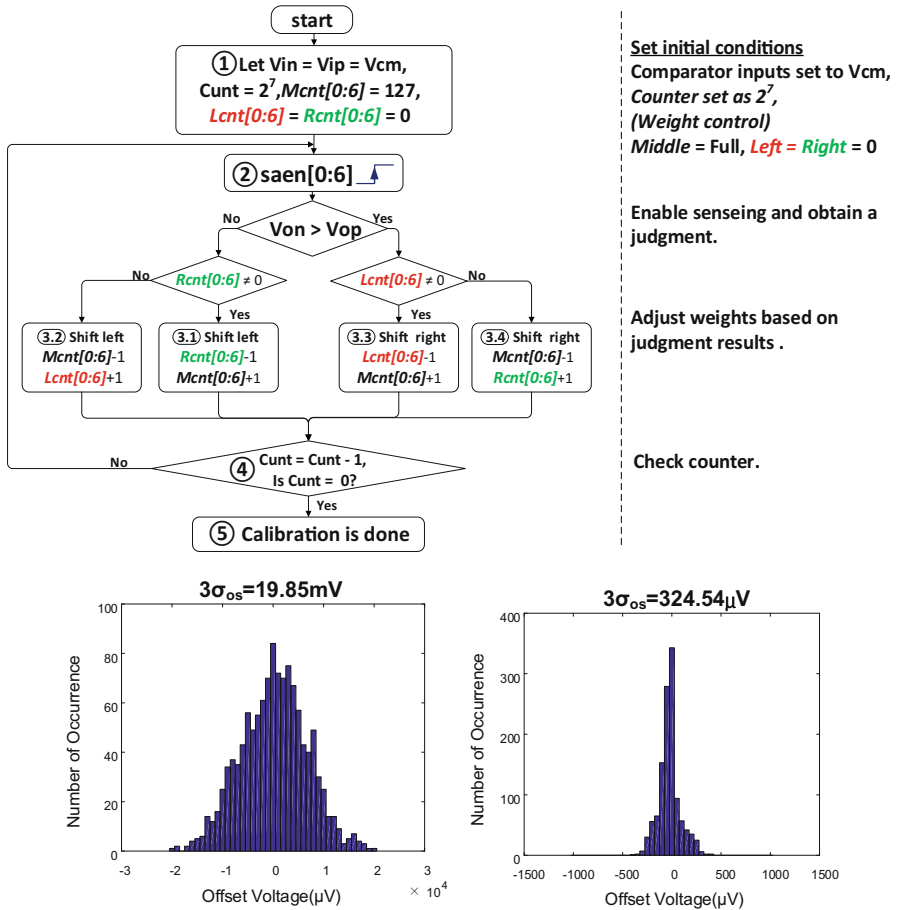 start
① Let Vin = Vip = Vcm,
Cunt = 2⁷,Mcnt[0:6] = 127,
Lcnt[0:6] = Rcnt[0:6] = 0
② saen[0:6]
Von > Vop
No
Yes
Rcnt[0:6] ≠ 0
Lcnt[0:6] ≠ 0
No
Yes
Yes
No
3.2 Shift left
Mcnt[0:6]-1
Lcnt[0:6]+1
3.1 Shift left
Rcnt[0:6]-1
Mcnt[0:6]+1
3.3 Shift right
Lcnt[0:6]-1
Mcnt[0:6]+1
3.4 Shift right
Mcnt[0:6]-1
Rcnt[0:6]+1
④ Cunt = Cunt - 1,
Is Cunt = 0?
No
Yes
⑤ Calibration is done
Set initial conditions
Comparator inputs set to Vcm,
Counter set as 2⁷,
(Weight control)
Middle = Full, Left = Right = 0
Enable senseing and obtain a
judgment.
Adjust weights based on
judgment results .
Check counter.
3σos=19.85mV
100
80
60
40
20
0
Number of Occurrence
-3 -2 -1 0 1 2 3
× 10⁴
Offset Voltage(μV)
3σos=324.54μV
400
300
200
100
0
Number of Occurrence
-1500 -1000 -500 0 500 1000 1500
Offset Voltage(μV)